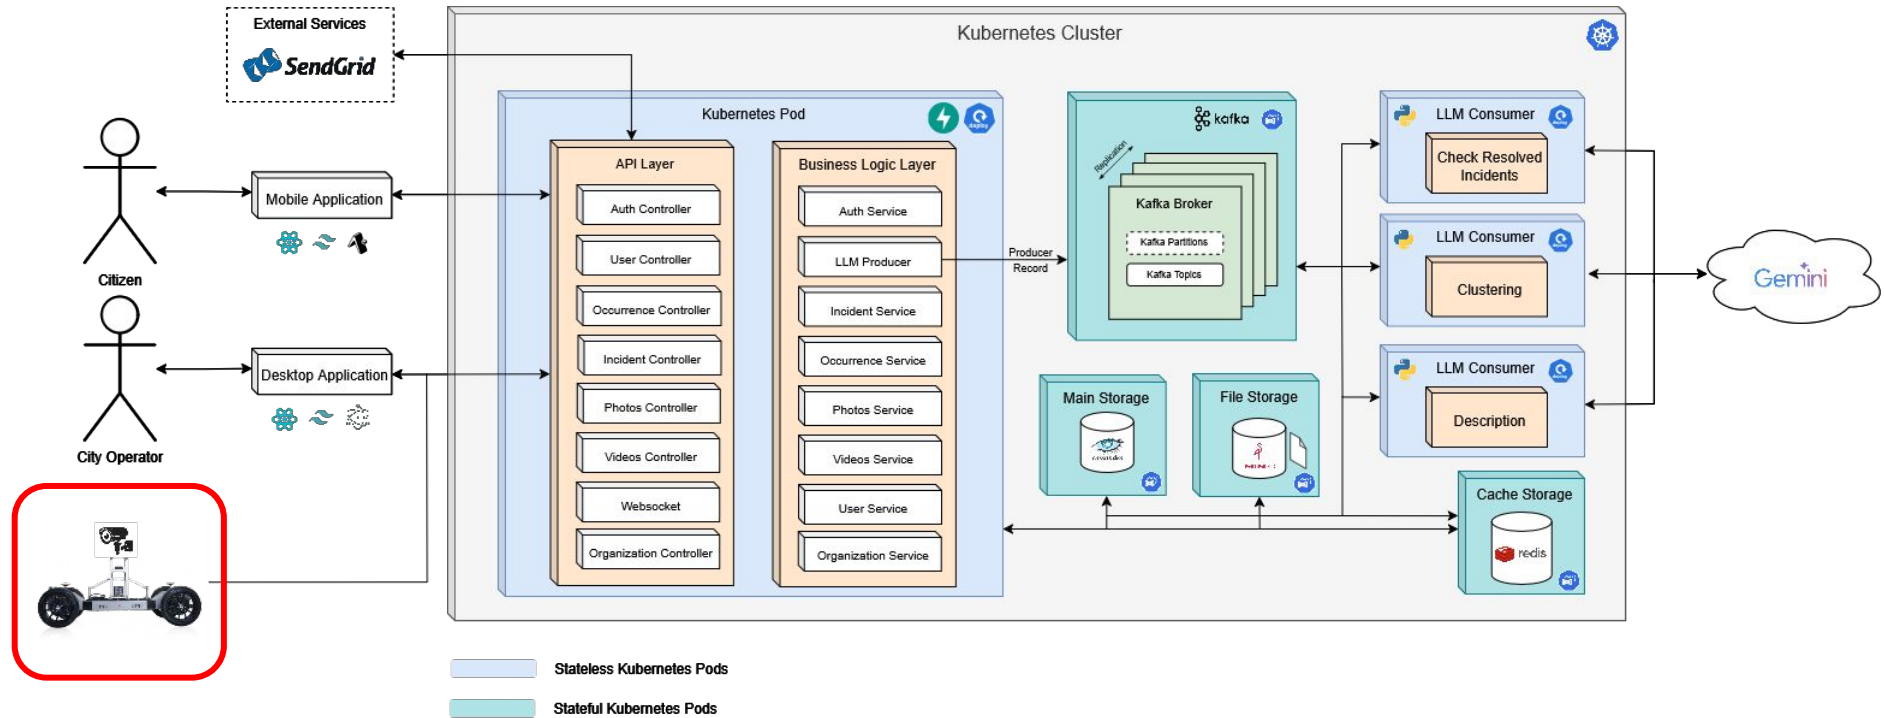 External Services
SendGrid
Kubernetes Cluster
Kubernetes Pod
kafka
LLM Consumer
Check Resolved
Incidents
API Layer
Business Logic Layer
Replication
Citizen
Mobile Application
Auth Controller
Auth Service
Kafka Broker
Kafka Partitions
Kafka Topics
User Controller
LLM Producer
Producer
Record
LLM Consumer
Clustering
Gemini
Occurrence Controller
Incident Service
City Operator
Desktop Application
Incident Controller
Occurrence Service
LLM Consumer
Description
Photos Controller
Photos Service
Main Storage
File Storage
Videos Controller
Videos Service
Cache Storage
redis
Websocket
User Service
Organization Controller
Organization Service
Stateless Kubernetes Pods
Stateful Kubernetes Pods